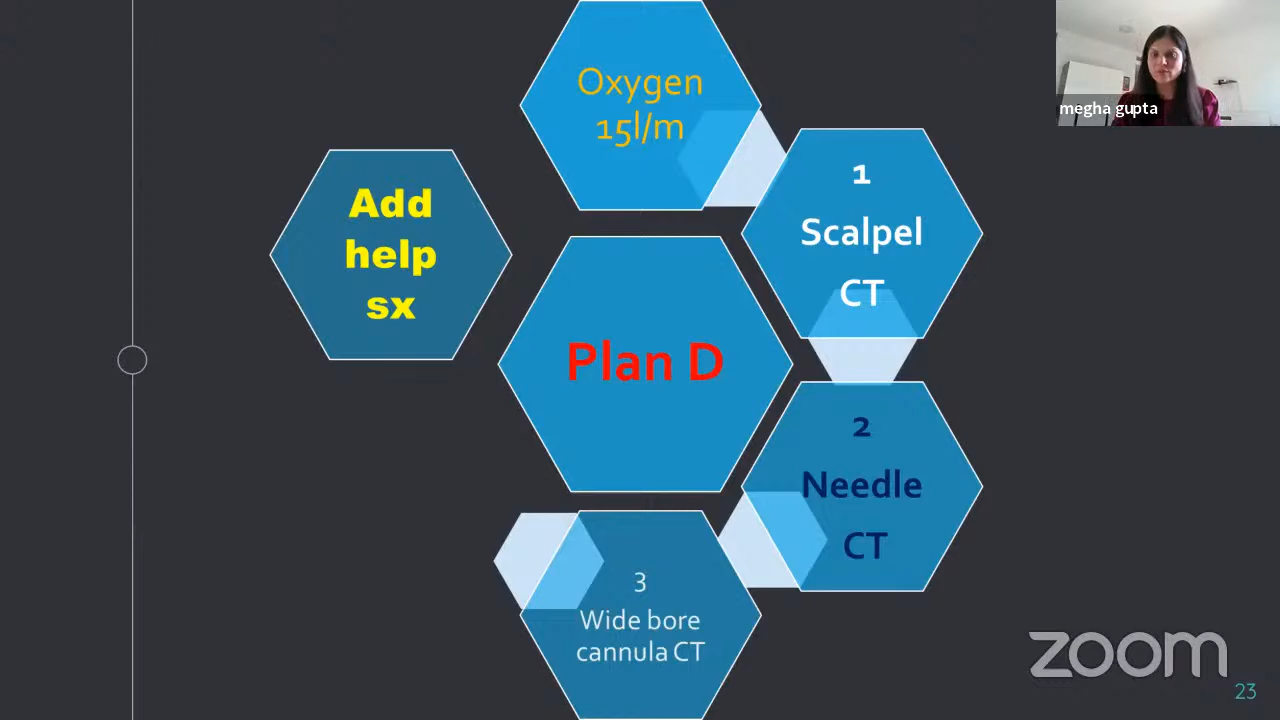 Oxygen
15l/m
megha gupta
Add
help
sx
1
Scalpel
CT
Plan D
2
Needle
CT
3
Wide bore
cannula CT
zoom
23